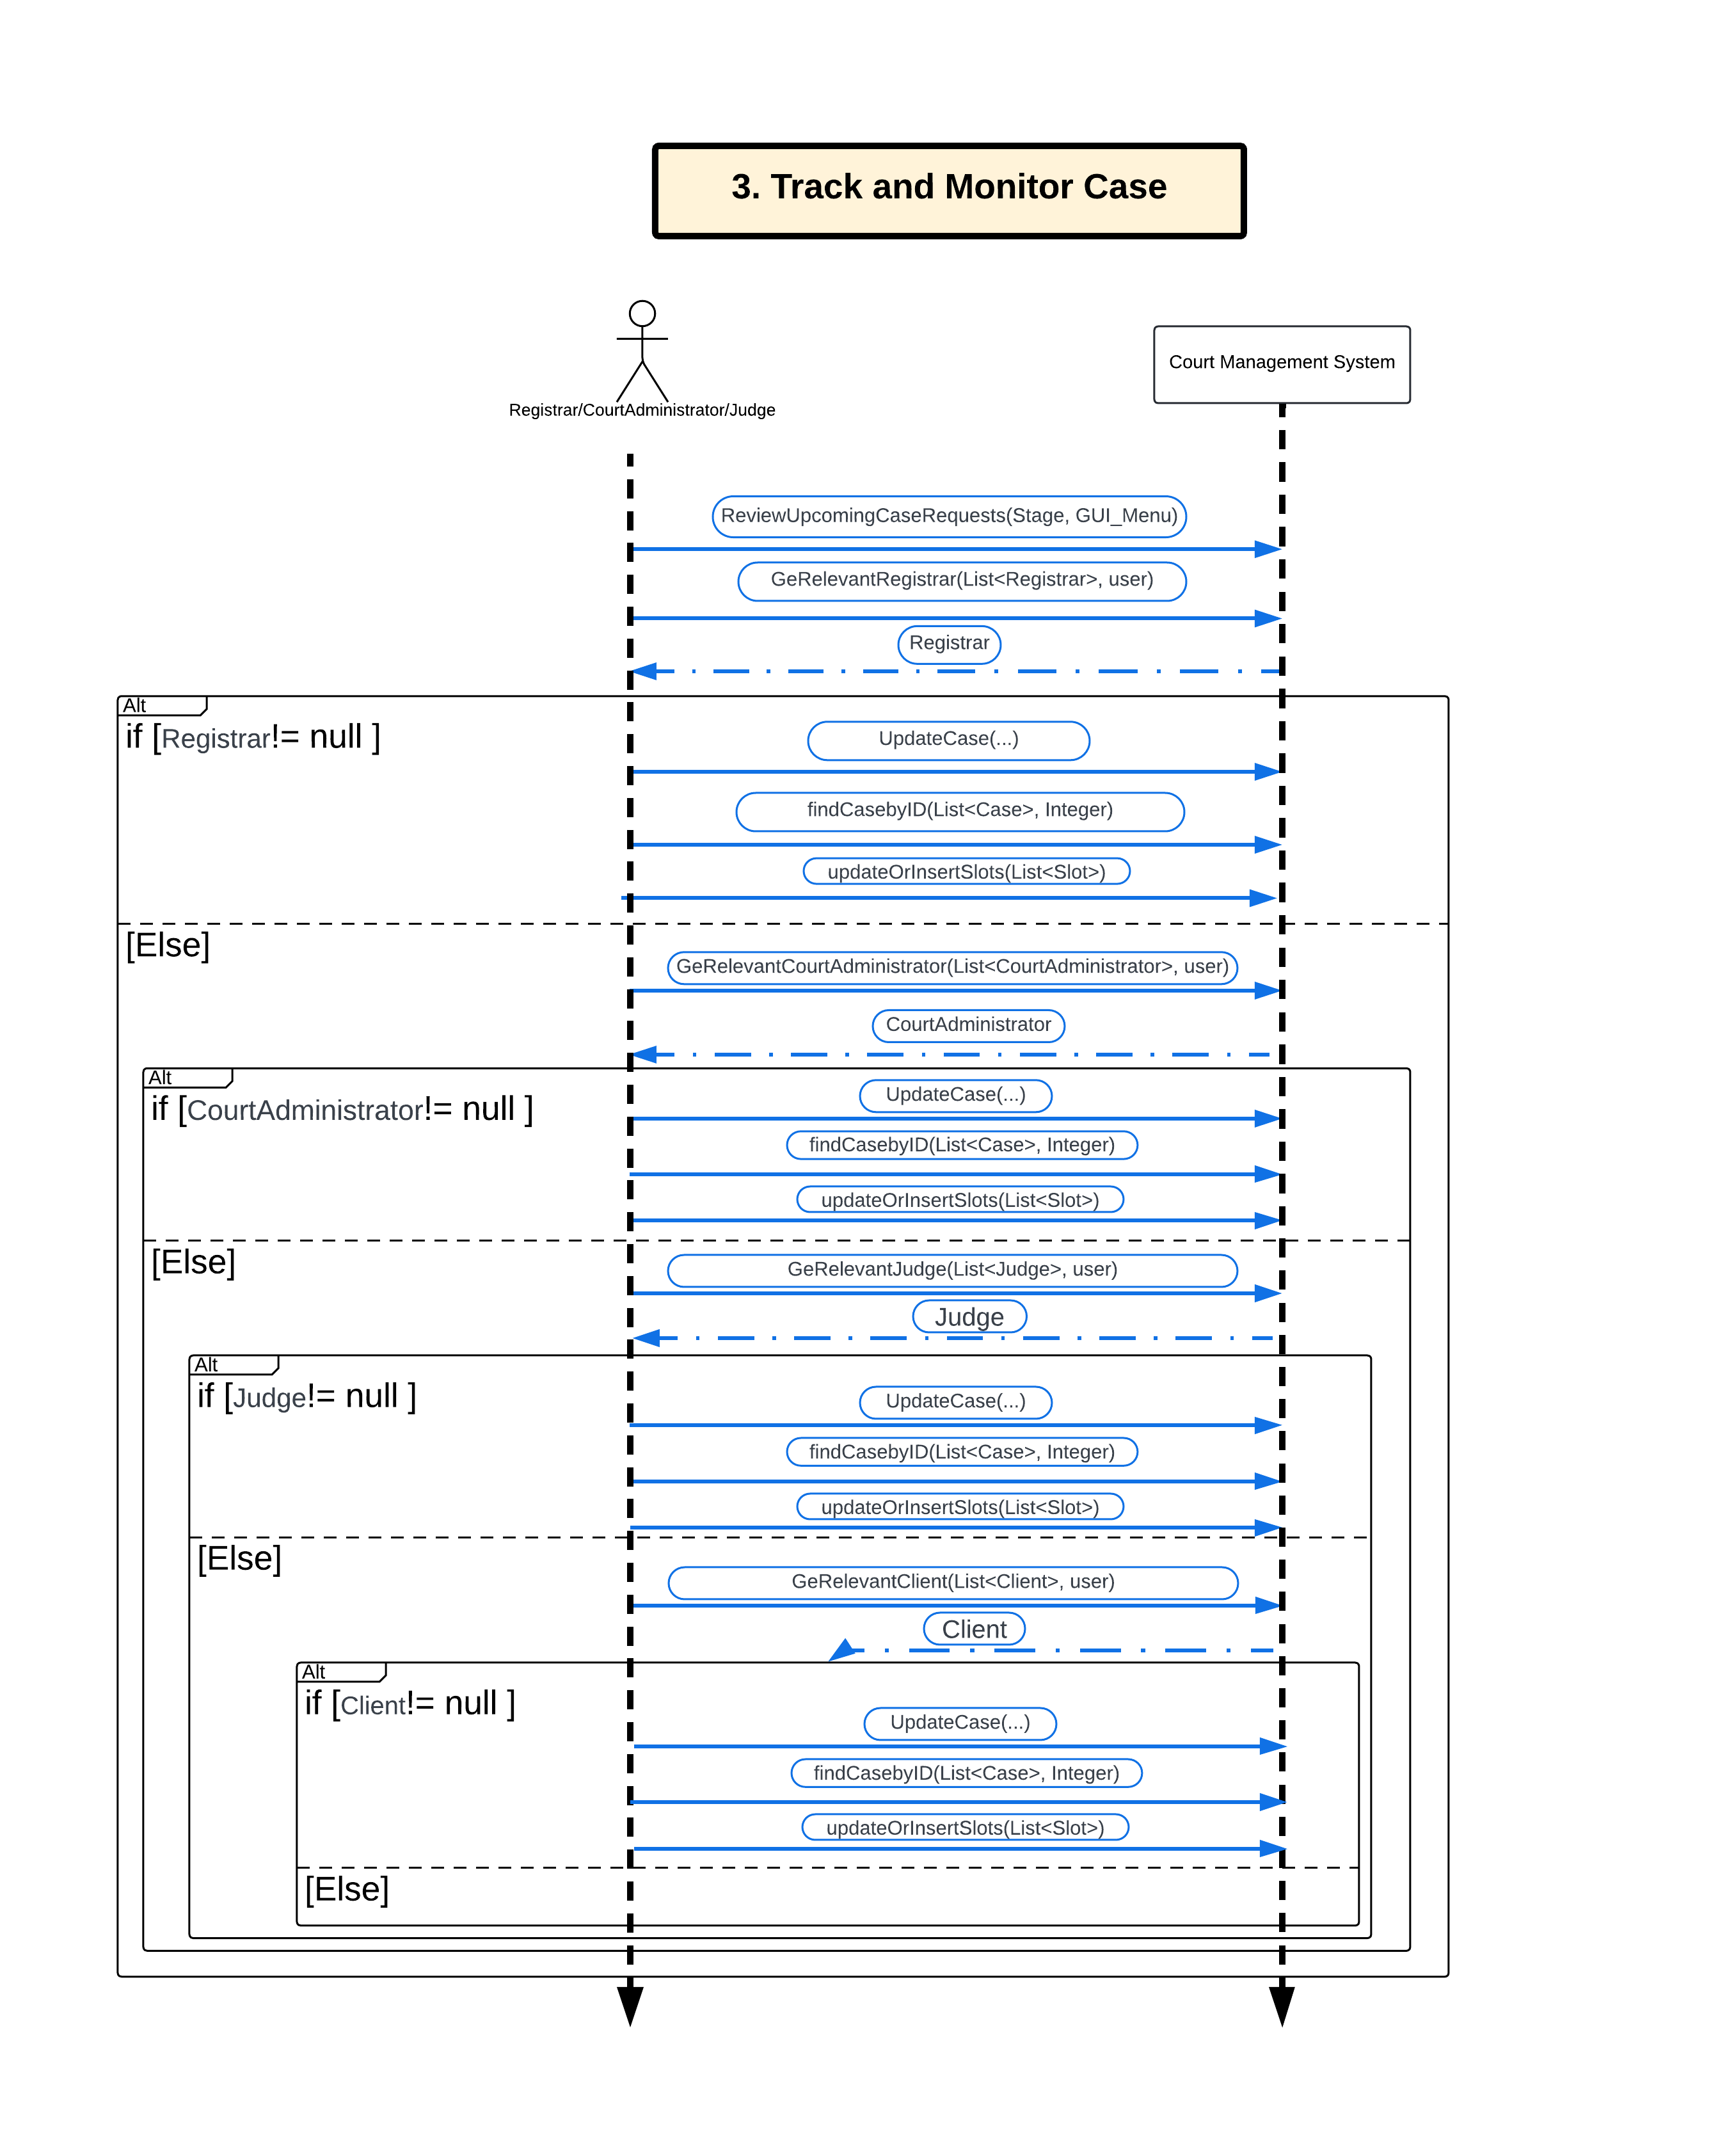 3. Track and Monitor Case
Registrar/CourtAdministrator/Judge
Court Management System
ReviewUpcomingCaseRequests(Stage, GUI_Menu)
GeRelevantRegistrar(List<Registrar>, user)
Registrar
Alt
if [Registrar!= null ]
UpdateCase(...)
findCasebyID(List<Case>, Integer)
updateOrInsertSlots(List<Slot>)
[Else]
GeRelevantCourtAdministrator(List<CourtAdministrator>, user)
CourtAdministrator
Alt
if [CourtAdministrator!= null ]
UpdateCase(...)
findCasebyID(List<Case>, Integer)
updateOrInsertSlots(List<Slot>)
[Else]
GeRelevantJudge(List<Judge>, user)
Judge
Alt
if [Judge!= null ]
UpdateCase(...)
findCasebyID(List<Case>, Integer)
updateOrInsertSlots(List<Slot>)
[Else]
GeRelevantClient(List<Client>, user)
Client
Alt
if [Client!= null ]
UpdateCase(...)
findCasebyID(List<Case>, Integer)
updateOrInsertSlots(List<Slot>)
[Else]